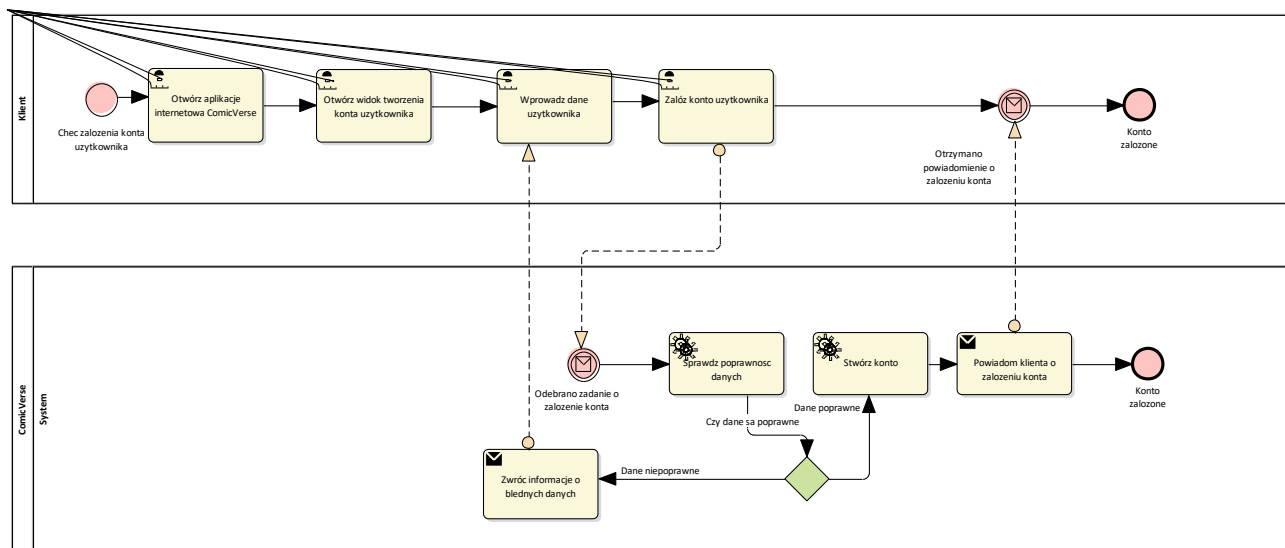 Klient
Chec zalozenia konta
uzytkownika
Otwórz aplikacje
internetowa ComicVerse
Otwórz widok tworzenia
konta uzytkownika
Wprowadz dane
uzytkownika
Zalóz konto uzytkownika
Otrzymano
powiadomienie o
zalozeniu konta
Konto
zalozone
ComicVerse
System
Odebrano zadanie o
zalozenie konta
Sprawdz poprawnosc
danych
Stwórz konto
Powiadom klienta o
zalozeniu konta
Konto
zalozone
Czy dane sa poprawne
Dane poprawne
Dane niepoprawne
Zwróc informacje o
blednych danych